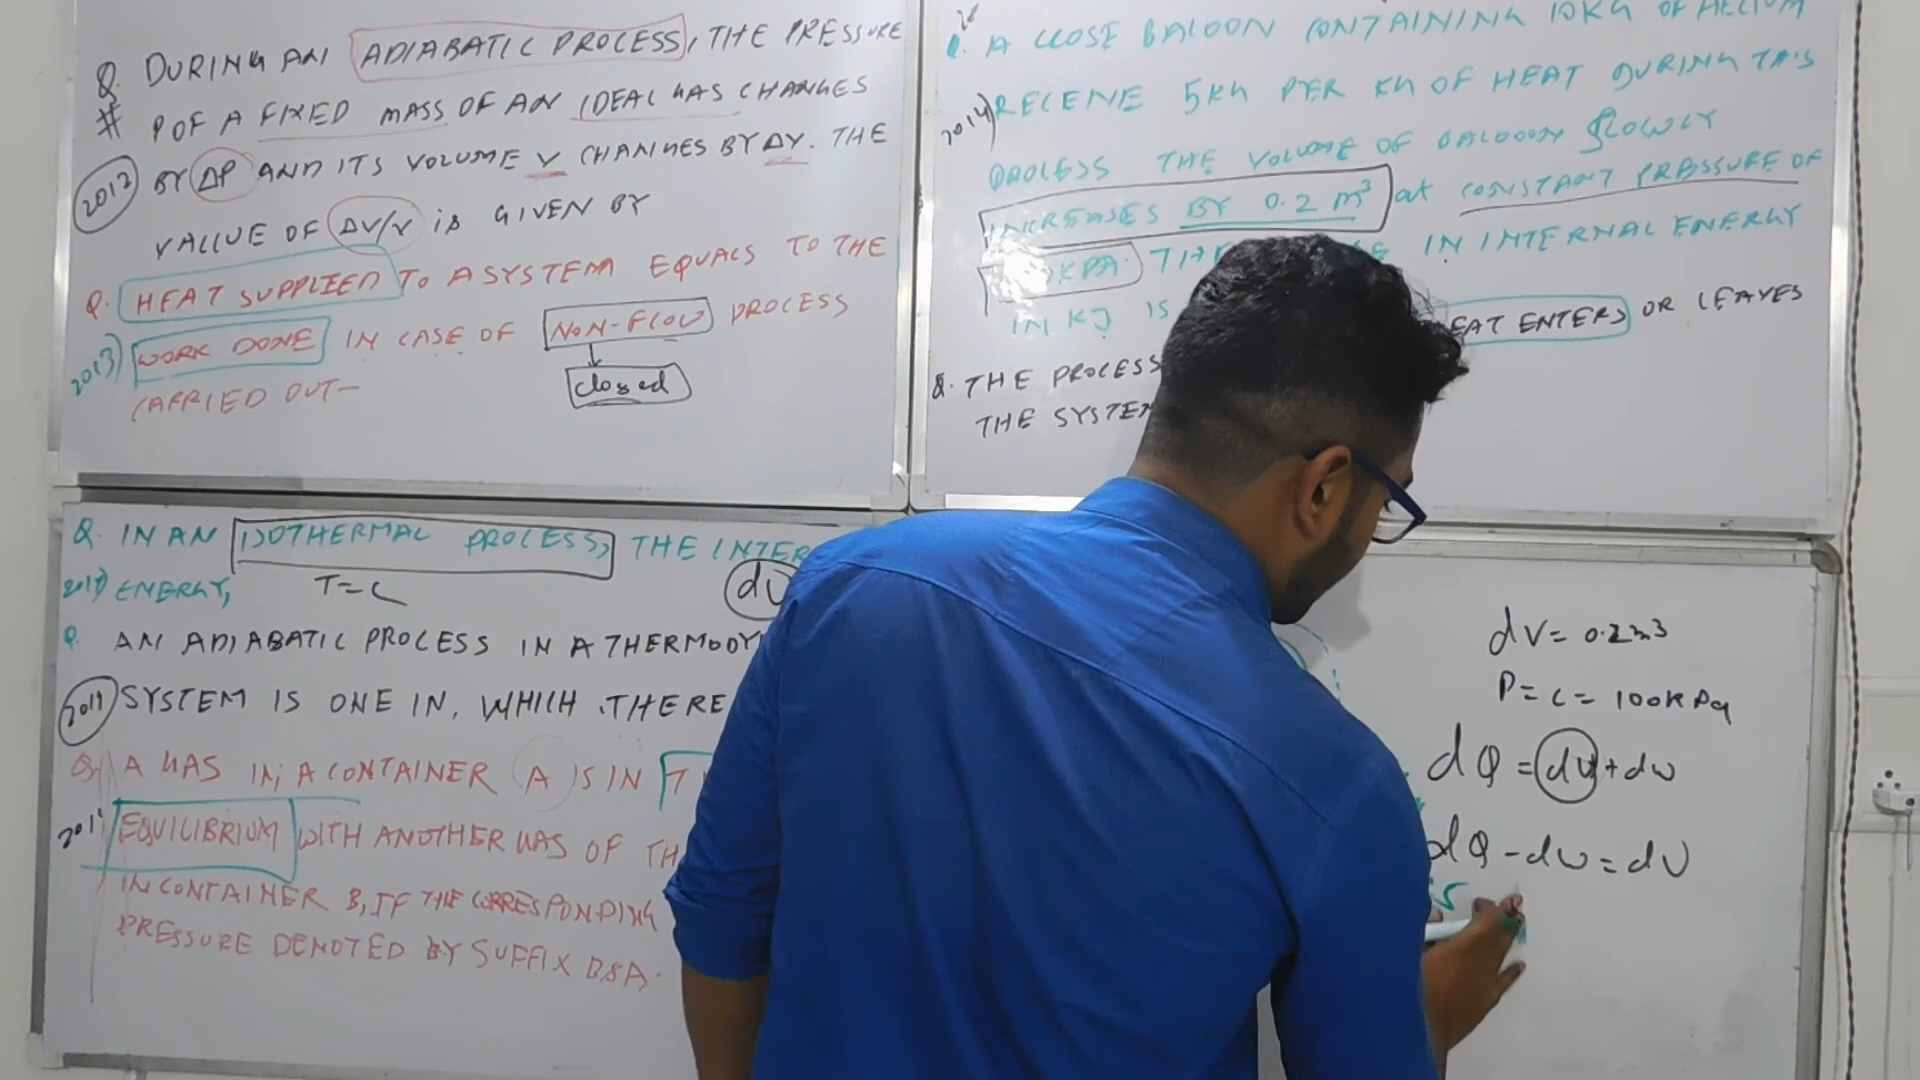 Q. DURING AN ADIABATIC PROCESS, THE PRESSURE
# P OF A FIXED MASS OF AN IDEAL GAS CHANGES
2012 BY ΔP AND ITS VOLUME V CHANGES BY ΔV. THE
VALUE OF ΔV/V IS GIVEN BY
Q. HEAT SUPPLIED TO A SYSTEM EQUALS TO THE
2013) WORK DONE IN CASE OF NON-FLOW PROCESS
CARRIED OUT-
closed
Q. A CLOSE BALOON CONTAINING 10KG OF HELIUM
2014) RECEIVE 5KG PER KG OF HEAT DURING TH'S
PROCESS THE VOLUME OF BALOOON SLOWLY
INCREASES BY 0.2 m³ at CONSTANT PRESSURE OF
KPA. IN INTERNAL ENERGY
IN KJ IS
EAT ENTERS OR LEAVES
Q. THE PROCESS
THE SYSTEM
Q. IN AN ISOTHERMAL PROCESS, THE INTER
ENERGY, T=C dU
Q. AN ADIABATIC PROCESS IN A THERMODY
SYSTEM IS ONE IN, WHICH THERE
Q. A GAS IN A CONTAINER A IS IN T
EQUILIBRIUM WITH ANOTHER GAS OF TH
IN CONTAINER B, IF THE CORRESPONDING
PRESSURE DENOTED BY SUFFIX B&A.
dV= 0.2m3
P=C= 100KPa
dQ = dU + dw
dQ - dw = dU
5